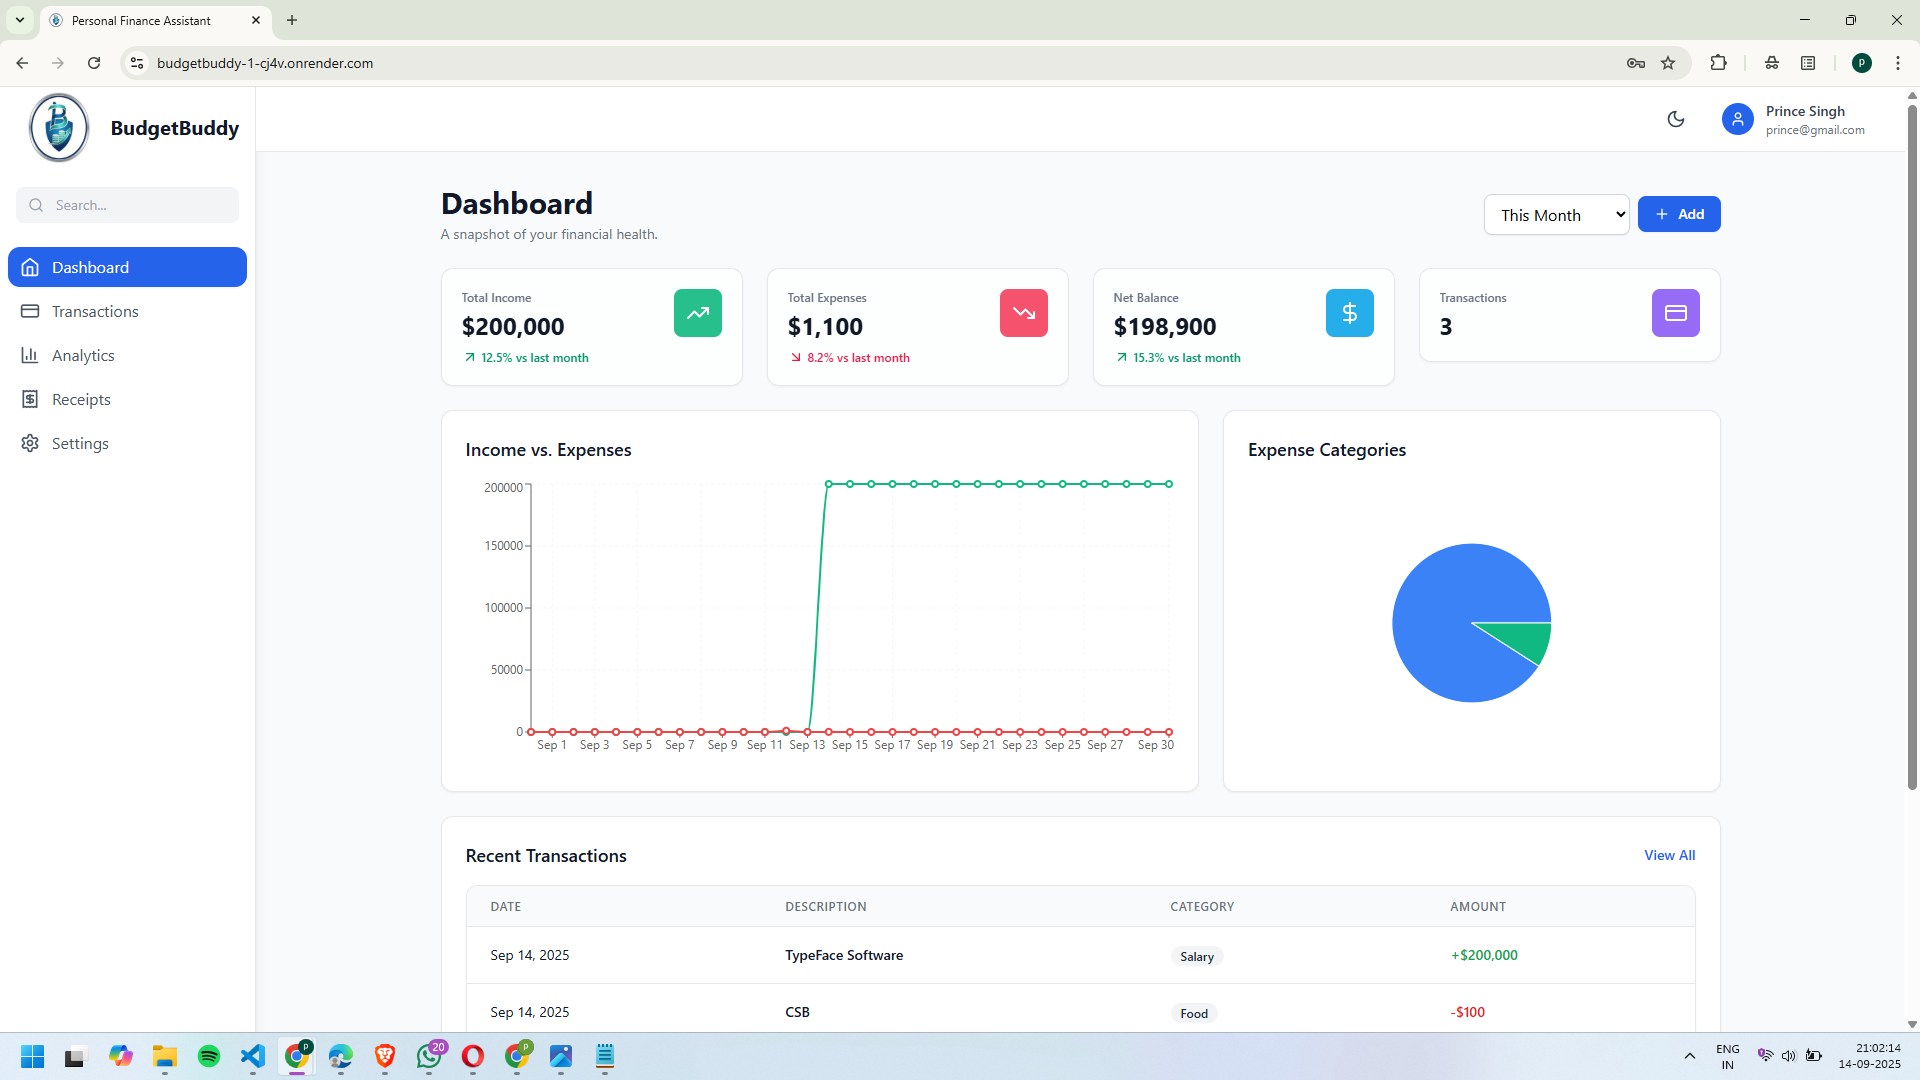 Personal Finance Assistant
budgetbuddy-1-cj4v.onrender.com
P
BudgetBuddy
Prince Singh
prince@gmail.com
Search...
Dashboard
Transactions
Analytics
Receipts
Settings
Dashboard
A snapshot of your financial health.
This Month
Add
Total Income
$200,000
12.5% vs last month
Total Expenses
$1,100
8.2% vs last month
Net Balance
$198,900
15.3% vs last month
Transactions
3
Income vs. Expenses
200000
150000
100000
50000
0
Sep 1 Sep 3 Sep 5 Sep 7 Sep 9 Sep 11 Sep 13 Sep 15 Sep 17 Sep 19 Sep 21 Sep 23 Sep 25 Sep 27 Sep 30
Expense Categories
Recent Transactions
View All
DATE DESCRIPTION CATEGORY AMOUNT
Sep 14, 2025 TypeFace Software Salary +$200,000
Sep 14, 2025 CSB Food -$100
P
20
P
ENG
IN
21:02:14
14-09-2025